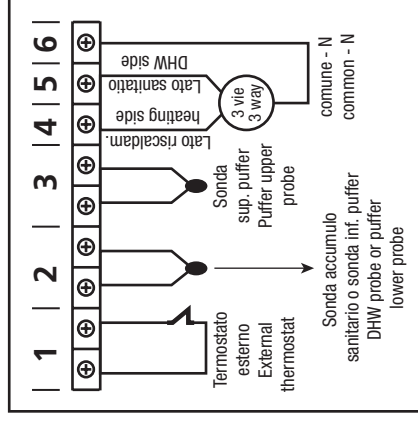 1
2
3
4
5
6
Termostato
esterno
External
thermostat
Sonda accumulo
sanitario o sonda inf. puffer
DHW probe or puffer
lower probe
Sonda
sup. puffer
Puffer upper
probe
Lato riscaldam.
heating side
Lato sanitatio
DHW side
3 vie
3 way
comune - N
common - N